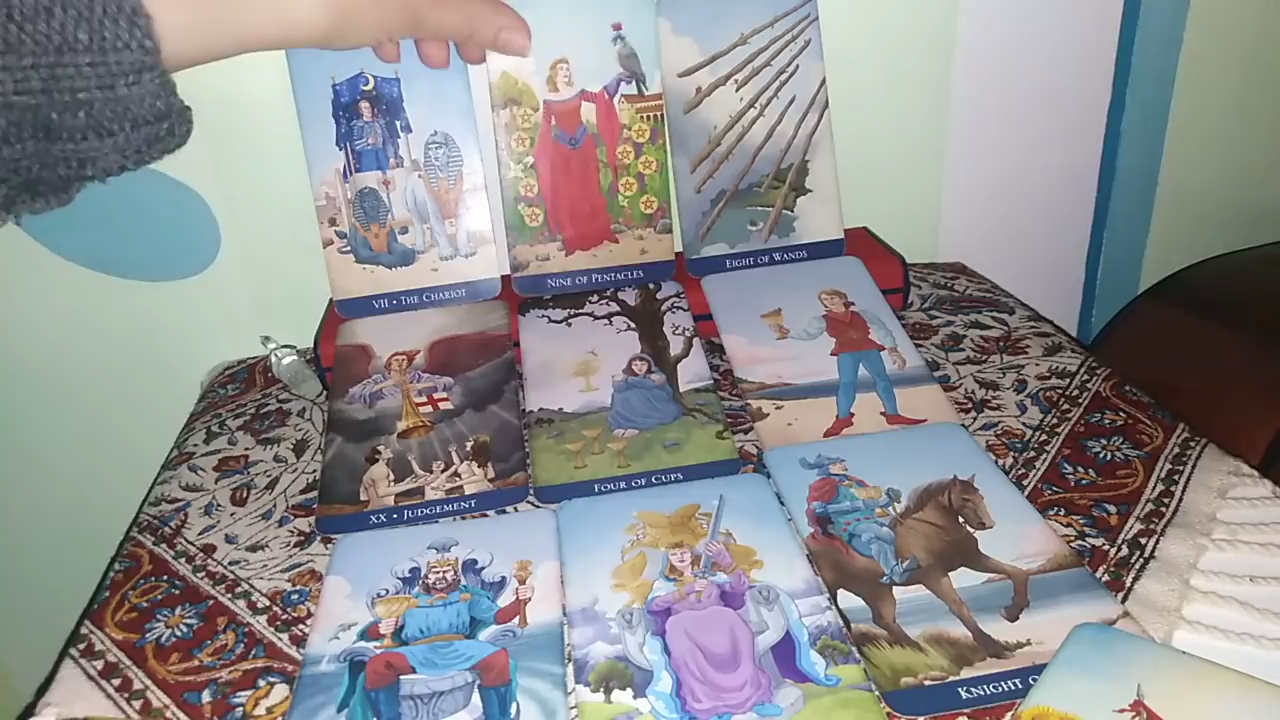 VII • THE CHARIOT
NINE OF PENTACLES
EIGHT OF WANDS
XX • JUDGEMENT
FOUR OF CUPS
KNIGHT